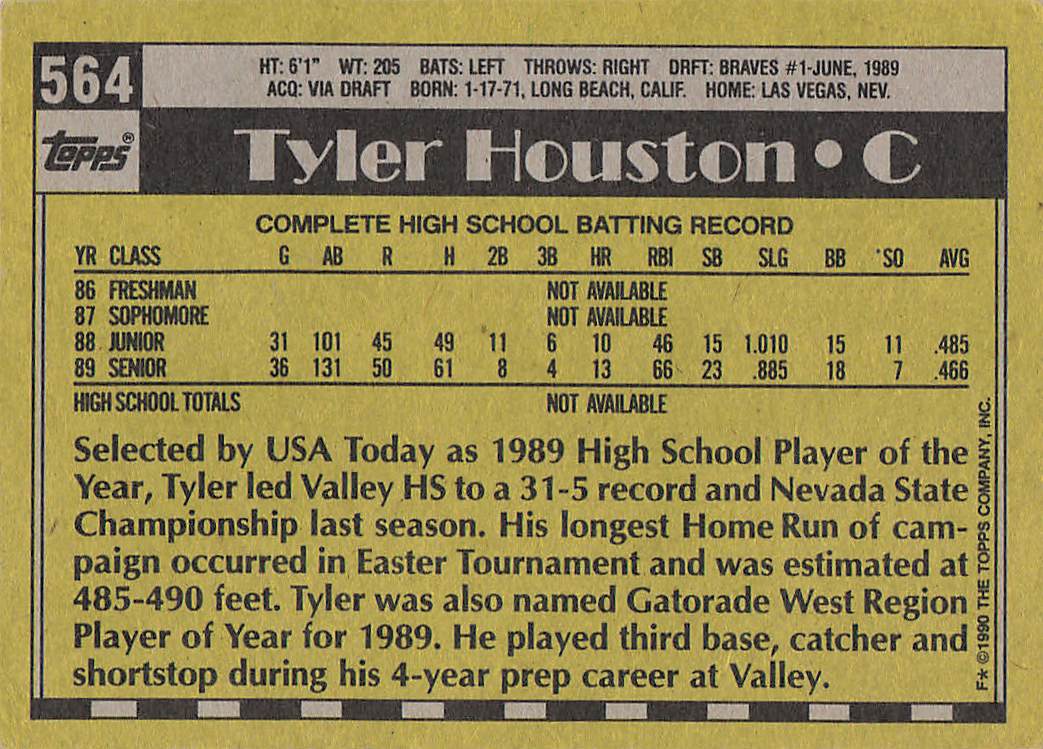 564
HT: 6'1" WT: 205 BATS: LEFT THROWS: RIGHT DRFT: BRAVES #1-JUNE, 1989
ACQ: VIA DRAFT BORN: 1-17-71, LONG BEACH, CALIF. HOME: LAS VEGAS, NEV.
topps®
Tyler Houston • C
COMPLETE HIGH SCHOOL BATTING RECORD
YR CLASS G AB R H 2B 3B HR RBI SB SLG BB SO AVG
86 FRESHMAN NOT AVAILABLE
87 SOPHOMORE NOT AVAILABLE
88 JUNIOR 31 101 45 49 11 6 10 46 15 1.010 15 11 .485
89 SENIOR 36 131 50 61 8 4 13 66 23 .885 18 7 .466
HIGH SCHOOL TOTALS NOT AVAILABLE
Selected by USA Today as 1989 High School Player of the
Year, Tyler led Valley HS to a 31-5 record and Nevada State
Championship last season. His longest Home Run of cam-
paign occurred in Easter Tournament and was estimated at
485-490 feet. Tyler was also named Gatorade West Region
Player of Year for 1989. He played third base, catcher and
shortstop during his 4-year prep career at Valley.
F* ©1990 THE TOPPS COMPANY, INC.